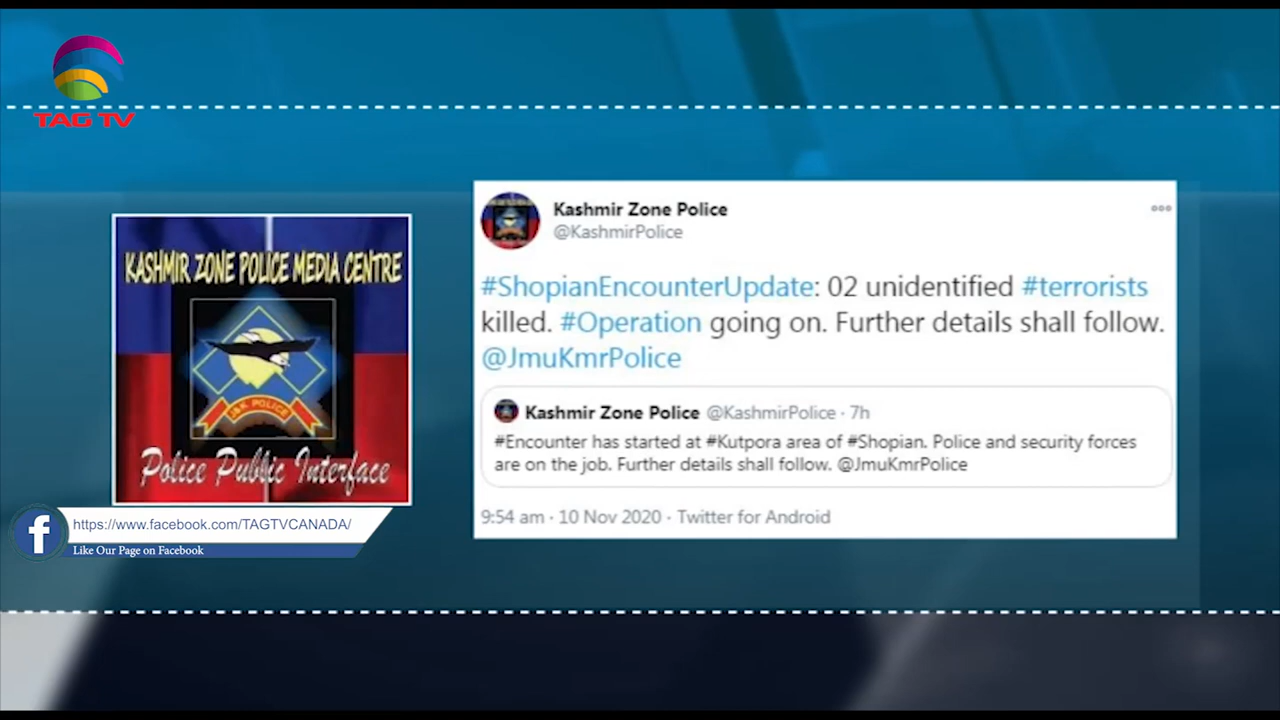 TAG TV
KASHMIR ZONE POLICE MEDIA CENTRE
J&K POLICE
Police Public Interface
https://www.facebook.com/TAGTVCANADA/
Like Our Page on Facebook
Kashmir Zone Police
@KashmirPolice
#ShopianEncounterUpdate: 02 unidentified #terrorists
killed. #Operation going on. Further details shall follow.
@JmuKmrPolice
Kashmir Zone Police @KashmirPolice · 7h
#Encounter has started at #Kutpora area of #Shopian. Police and security forces
are on the job. Further details shall follow. @JmuKmrPolice
9:54 am · 10 Nov 2020 · Twitter for Android